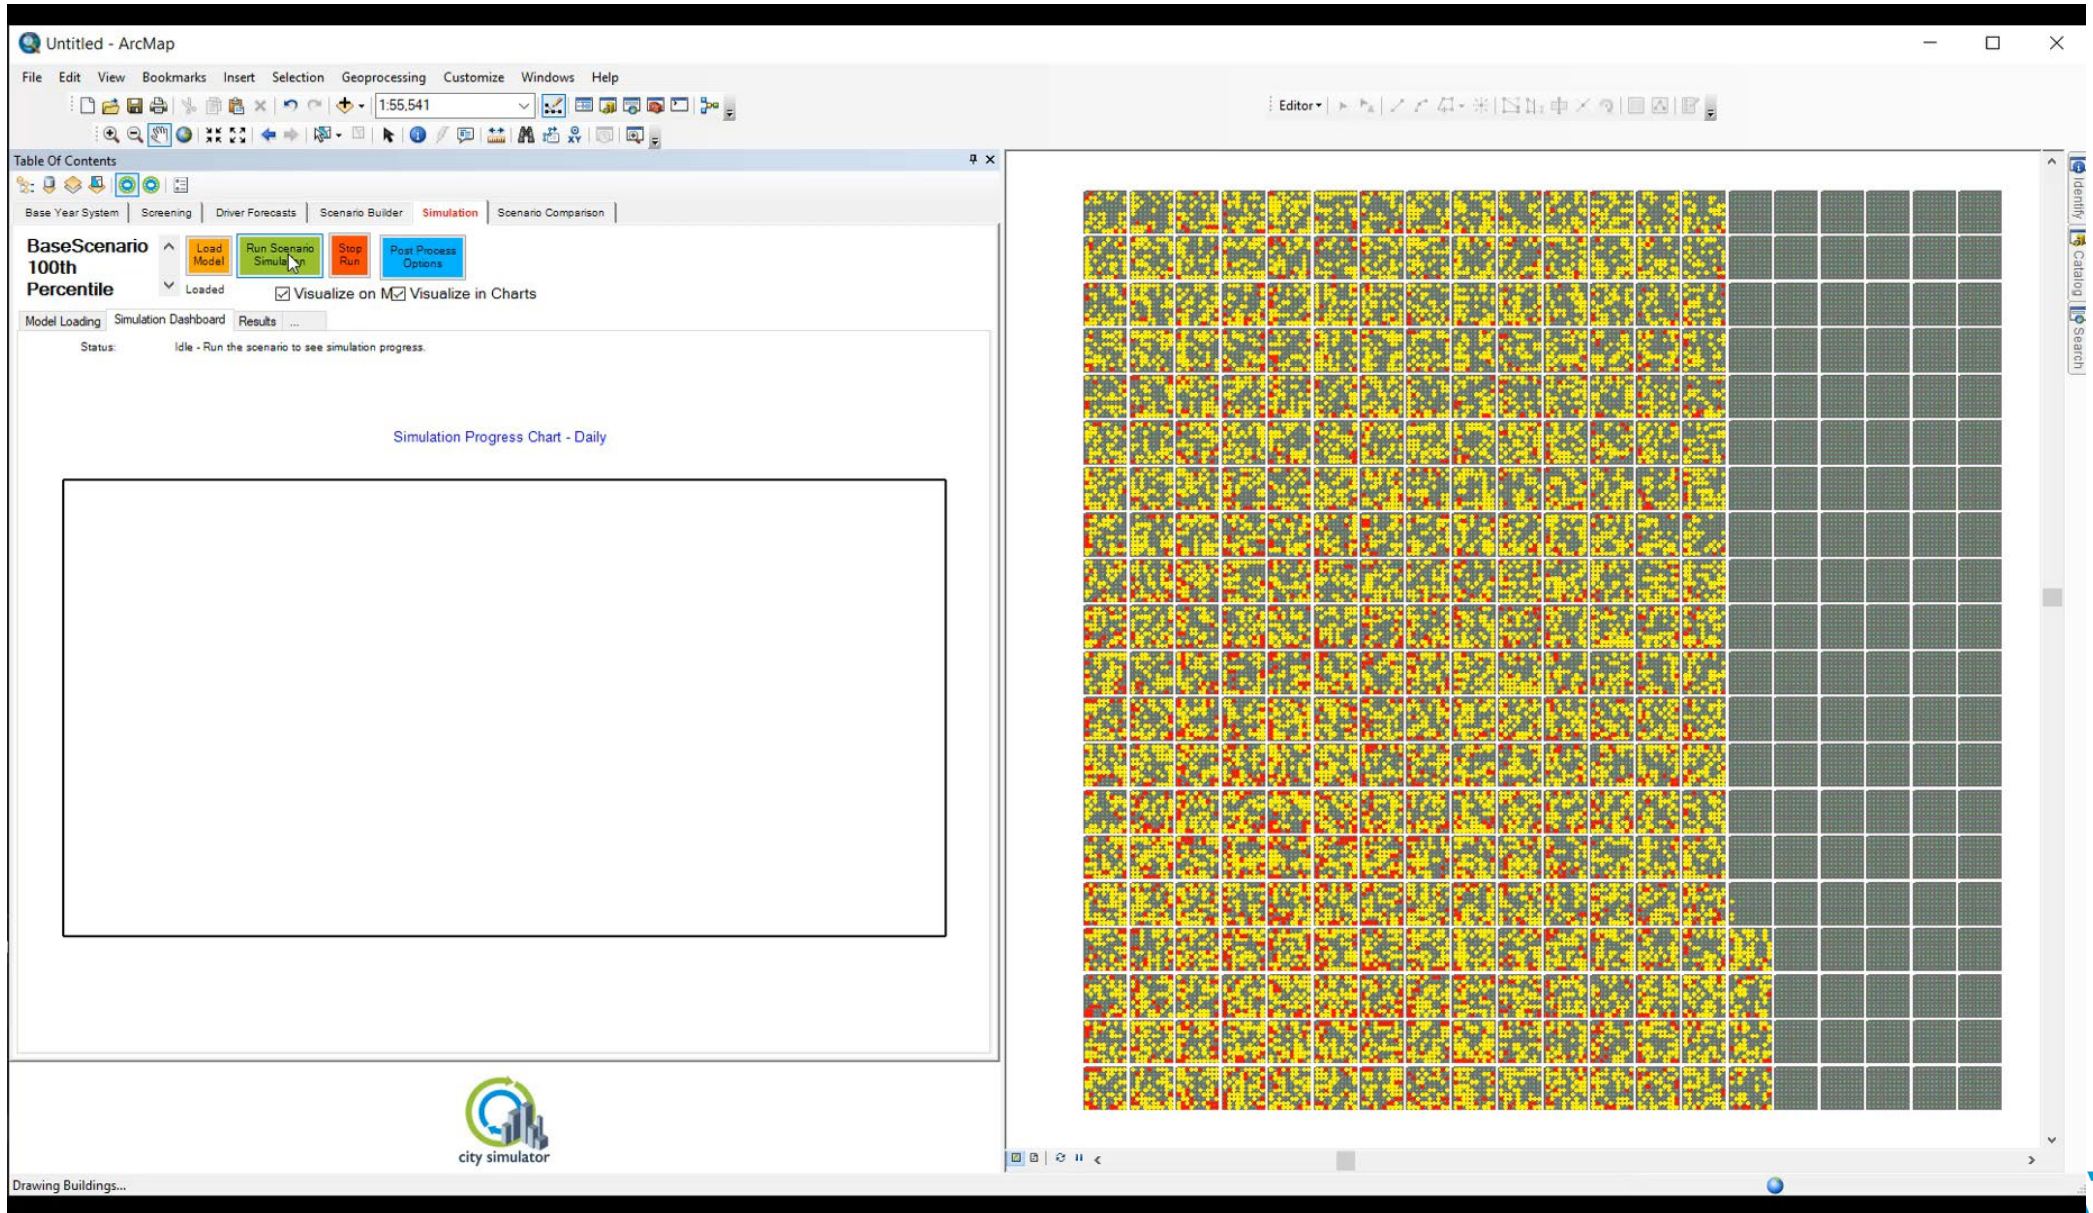 Untitled - ArcMap
File Edit View Bookmarks Insert Selection Geoprocessing Customize Windows Help
1:55,541
Editor
Table Of Contents
Base Year System Screening Driver Forecasts Scenario Builder Simulation Scenario Comparison
BaseScenario
100th
Percentile
Load
Model
Loaded
Run Scenario
Simulation
Stop
Run
Post Process
Options
Visualize on M
Visualize in Charts
Model Loading Simulation Dashboard Results ...
Status: Idle - Run the scenario to see simulation progress.
Simulation Progress Chart - Daily
city simulator
Drawing Buildings...
Identify
Catalog
Search